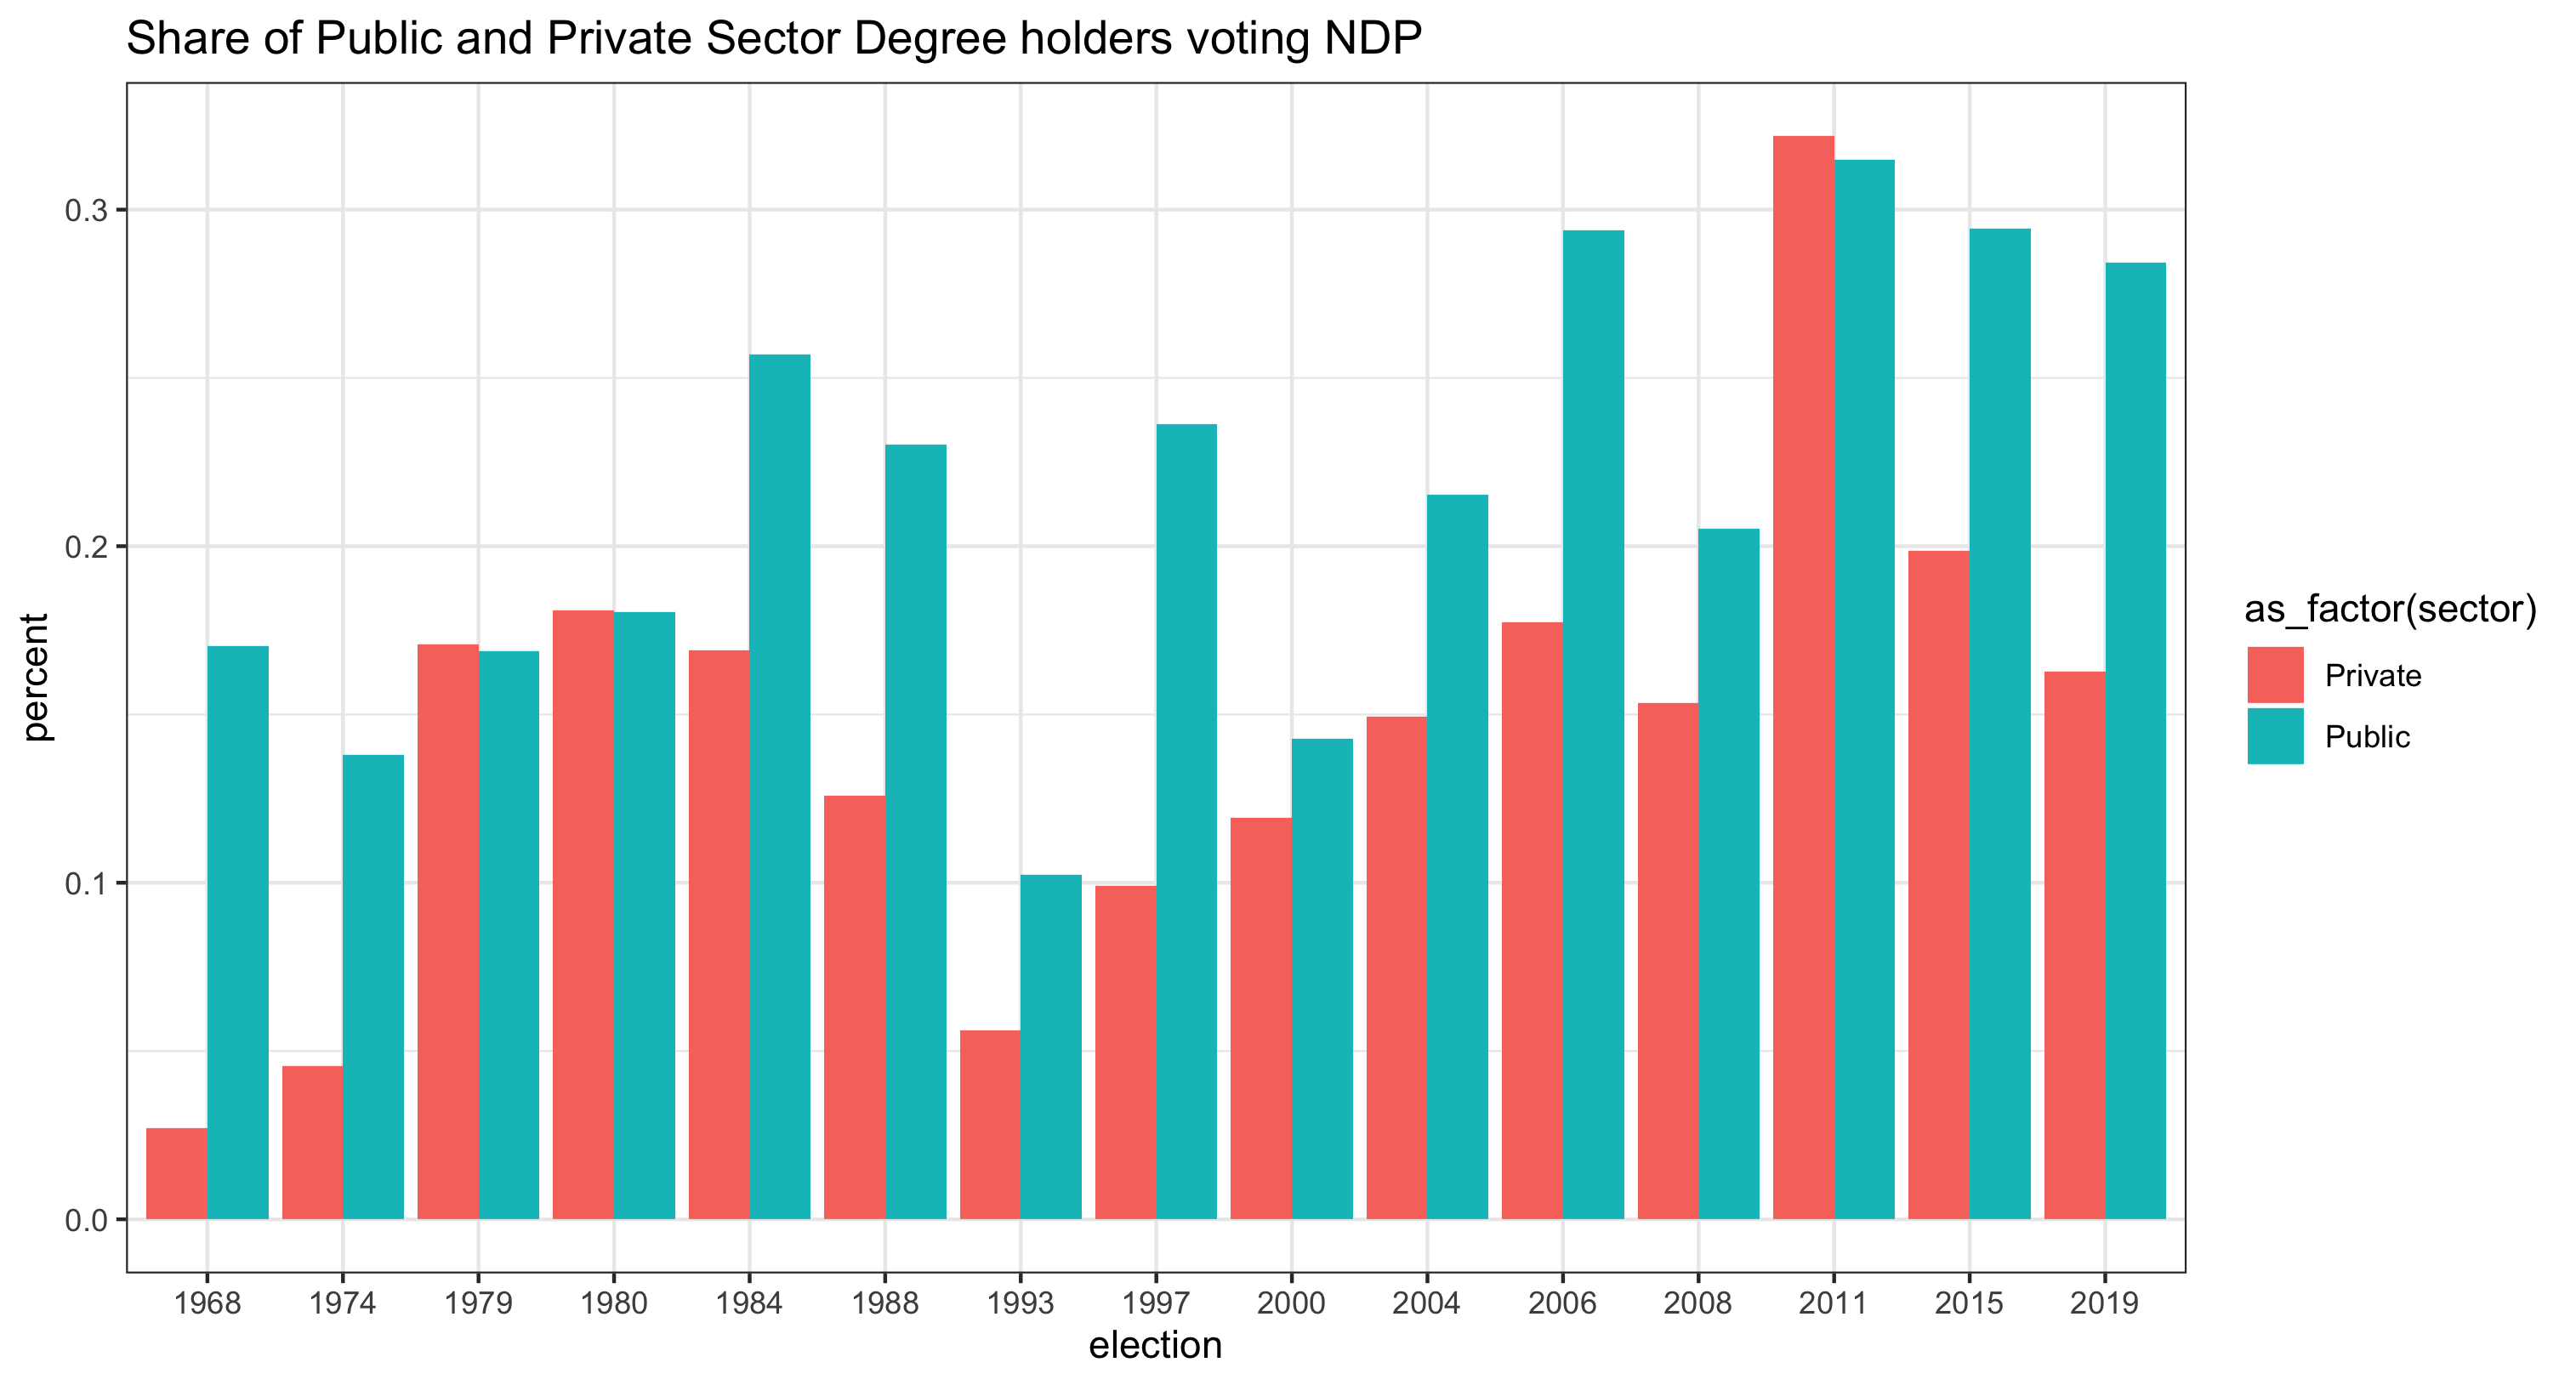 Share of Public and Private Sector Degree holders voting NDP
percent
0.3
0.2
0.1
0.0
1968 1974 1979 1980 1984 1988 1993 1997 2000 2004 2006 2008 2011 2015 2019
election
as_factor(sector)
Private
Public